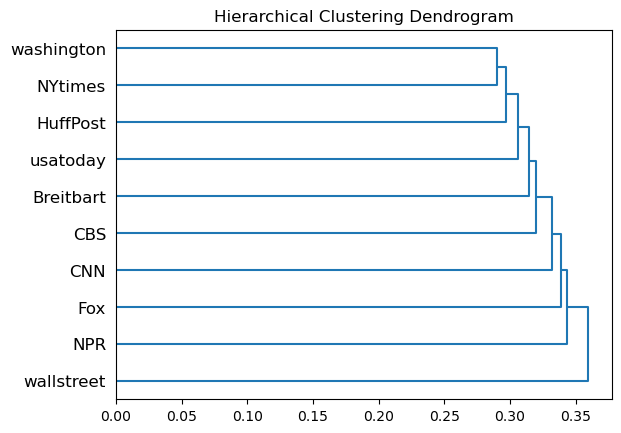 Hierarchical Clustering Dendrogram
washington
NYtimes
HuffPost
usatoday
Breitbart
CBS
CNN
Fox
NPR
wallstreet
0.00 0.05 0.10 0.15 0.20 0.25 0.30 0.35